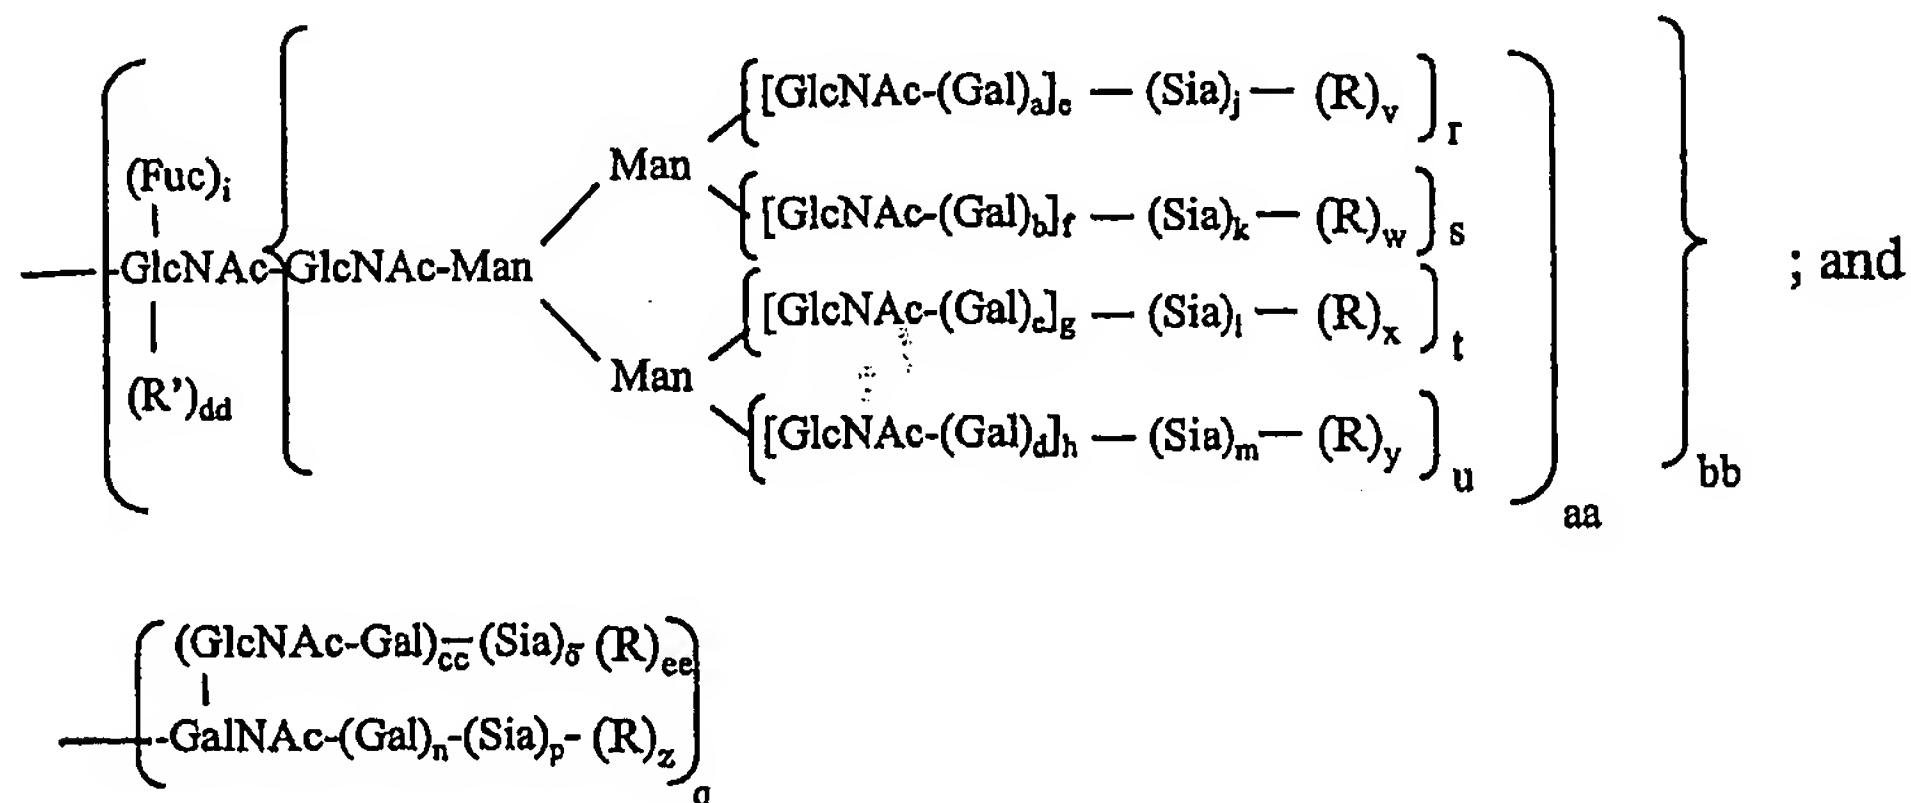 [GlcNAc-(Gal)a]e — (Sia)j — (R)v r
(Fuc)i
Man
[GlcNAc-(Gal)b]f — (Sia)k — (R)w s
GlcNAc-GlcNAc-Man
; and
[GlcNAc-(Gal)c]g — (Sia)l — (R)x t
Man
(R')dd
[GlcNAc-(Gal)d]h — (Sia)m — (R)y u
bb
aa
(GlcNAc-Gal)cc-(Sia)o-(R)ee
GalNAc-(Gal)n-(Sia)p-(R)z
q